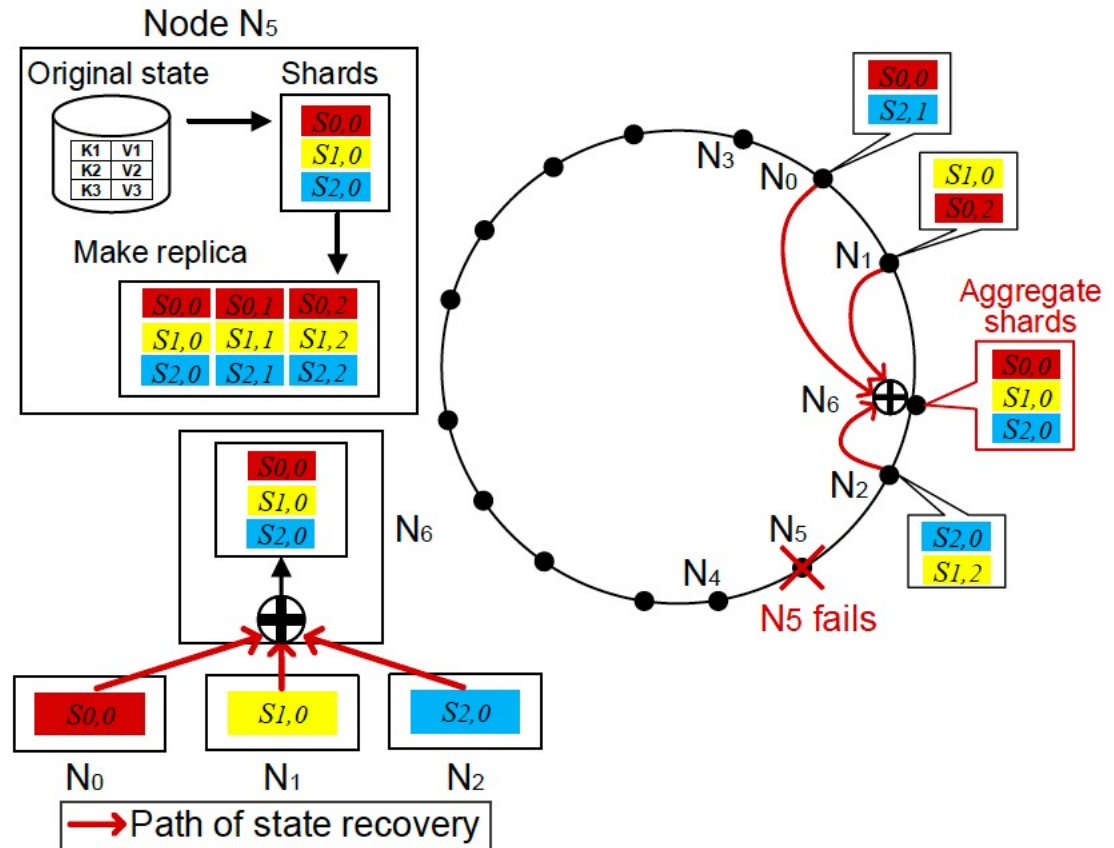 Node N5
Original state
Shards
K1 V1
K2 V2
K3 V3
S0,0
S1,0
S2,0
Make replica
S0,0 S0,1 S0,2
S1,0 S1,1 S1,2
S2,0 S2,1 S2,2
S0,0
S1,0
S2,0
N6
S0,0
S1,0
S2,0
N0
N1
N2
Path of state recovery
N3
N0
S0,0
S2,1
N1
S1,0
S0,2
Aggregate
shards
S0,0
S1,0
S2,0
N6
N2
S2,0
S1,2
N5
N4
N5 fails